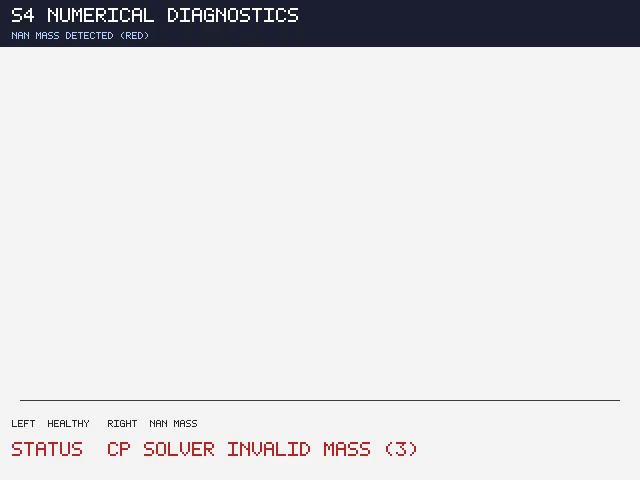 S4 NUMERICAL DIAGNOSTICS
NAN MASS DETECTED (RED)
LEFT HEALTHY RIGHT NAN MASS
STATUS CP SOLVER INVALID MASS (3)